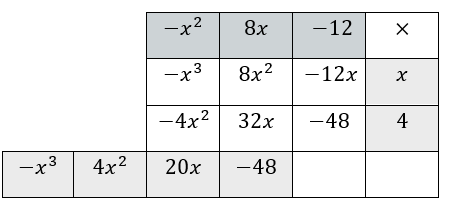 −x² 8x −12 ×
−x³ 8x² −12x x
−4x² 32x −48 4
−x³ 4x² 20x −48